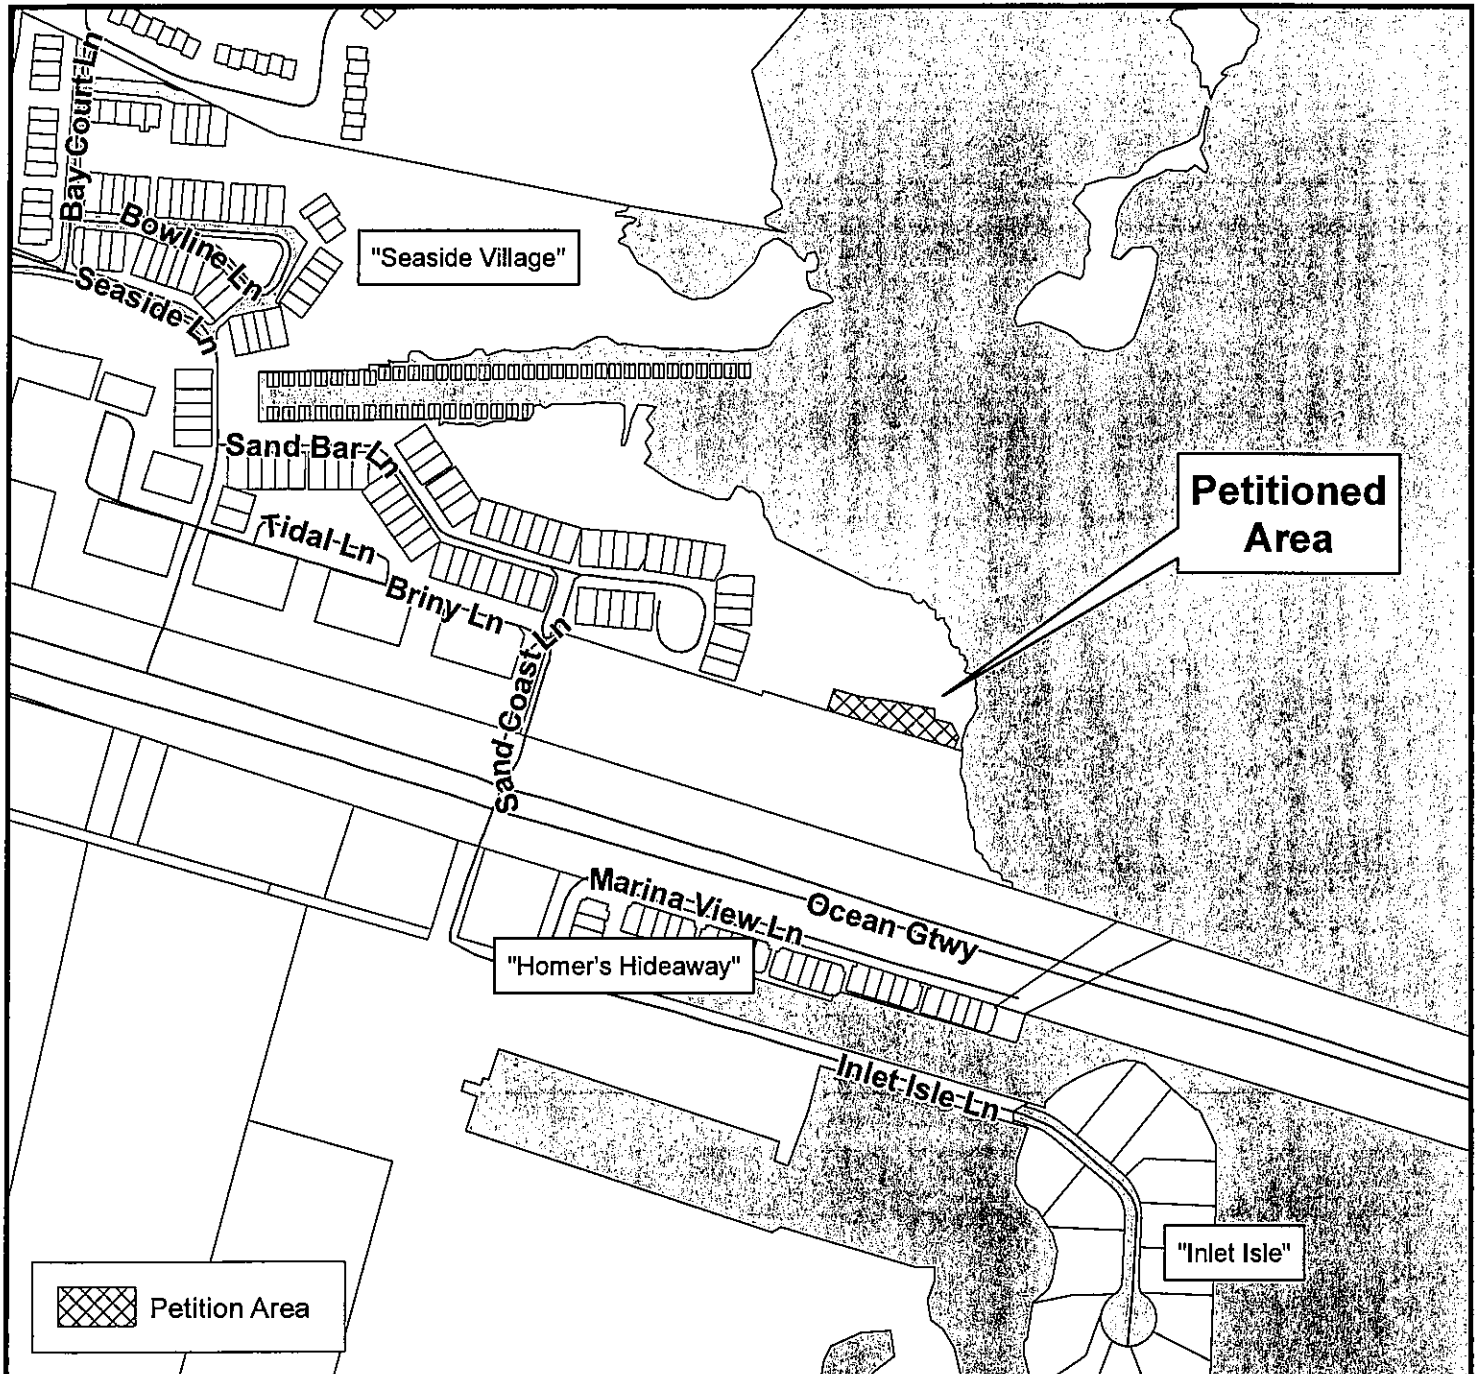 Bay Court Ln
Bowline Ln
Seaside Ln
"Seaside Village"
Sand Bar Ln
Petitioned
Area
Tidal Ln
Briny Ln
Sand Coast Ln
Marina View Ln
Ocean Gtwy
"Homer's Hideaway"
Inlet Isle Ln
"Inlet Isle"
Petition Area